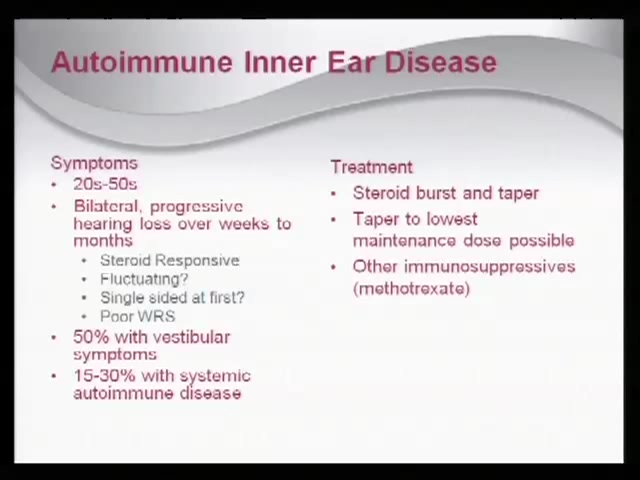 Autoimmune Inner Ear Disease
Symptoms
• 20s-50s
• Bilateral, progressive
hearing loss over weeks to
months
• Steroid Responsive
• Fluctuating?
• Single sided at first?
• Poor WRS
• 50% with vestibular
symptoms
• 15-30% with systemic
autoimmune disease
Treatment
• Steroid burst and taper
• Taper to lowest
maintenance dose possible
• Other immunosuppressives
(methotrexate)